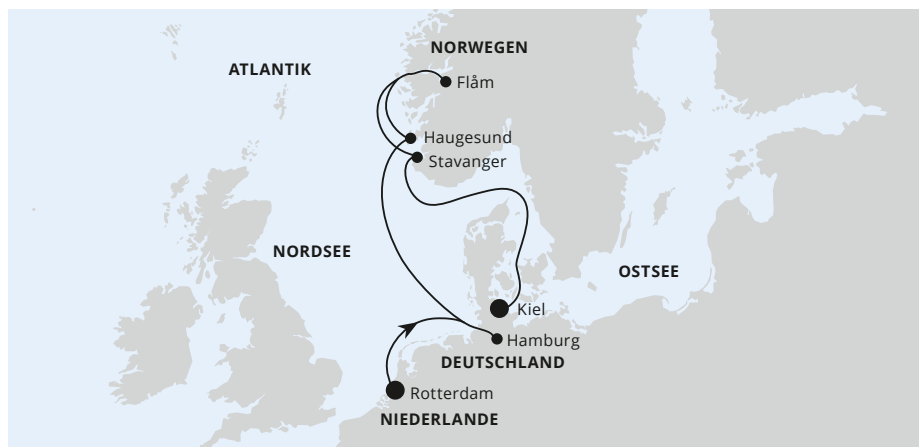 NORWEGEN
ATLANTIK
Flåm
Haugesund
Stavanger
NORDSEE
OSTSEE
Kiel
Hamburg
DEUTSCHLAND
Rotterdam
NIEDERLANDE